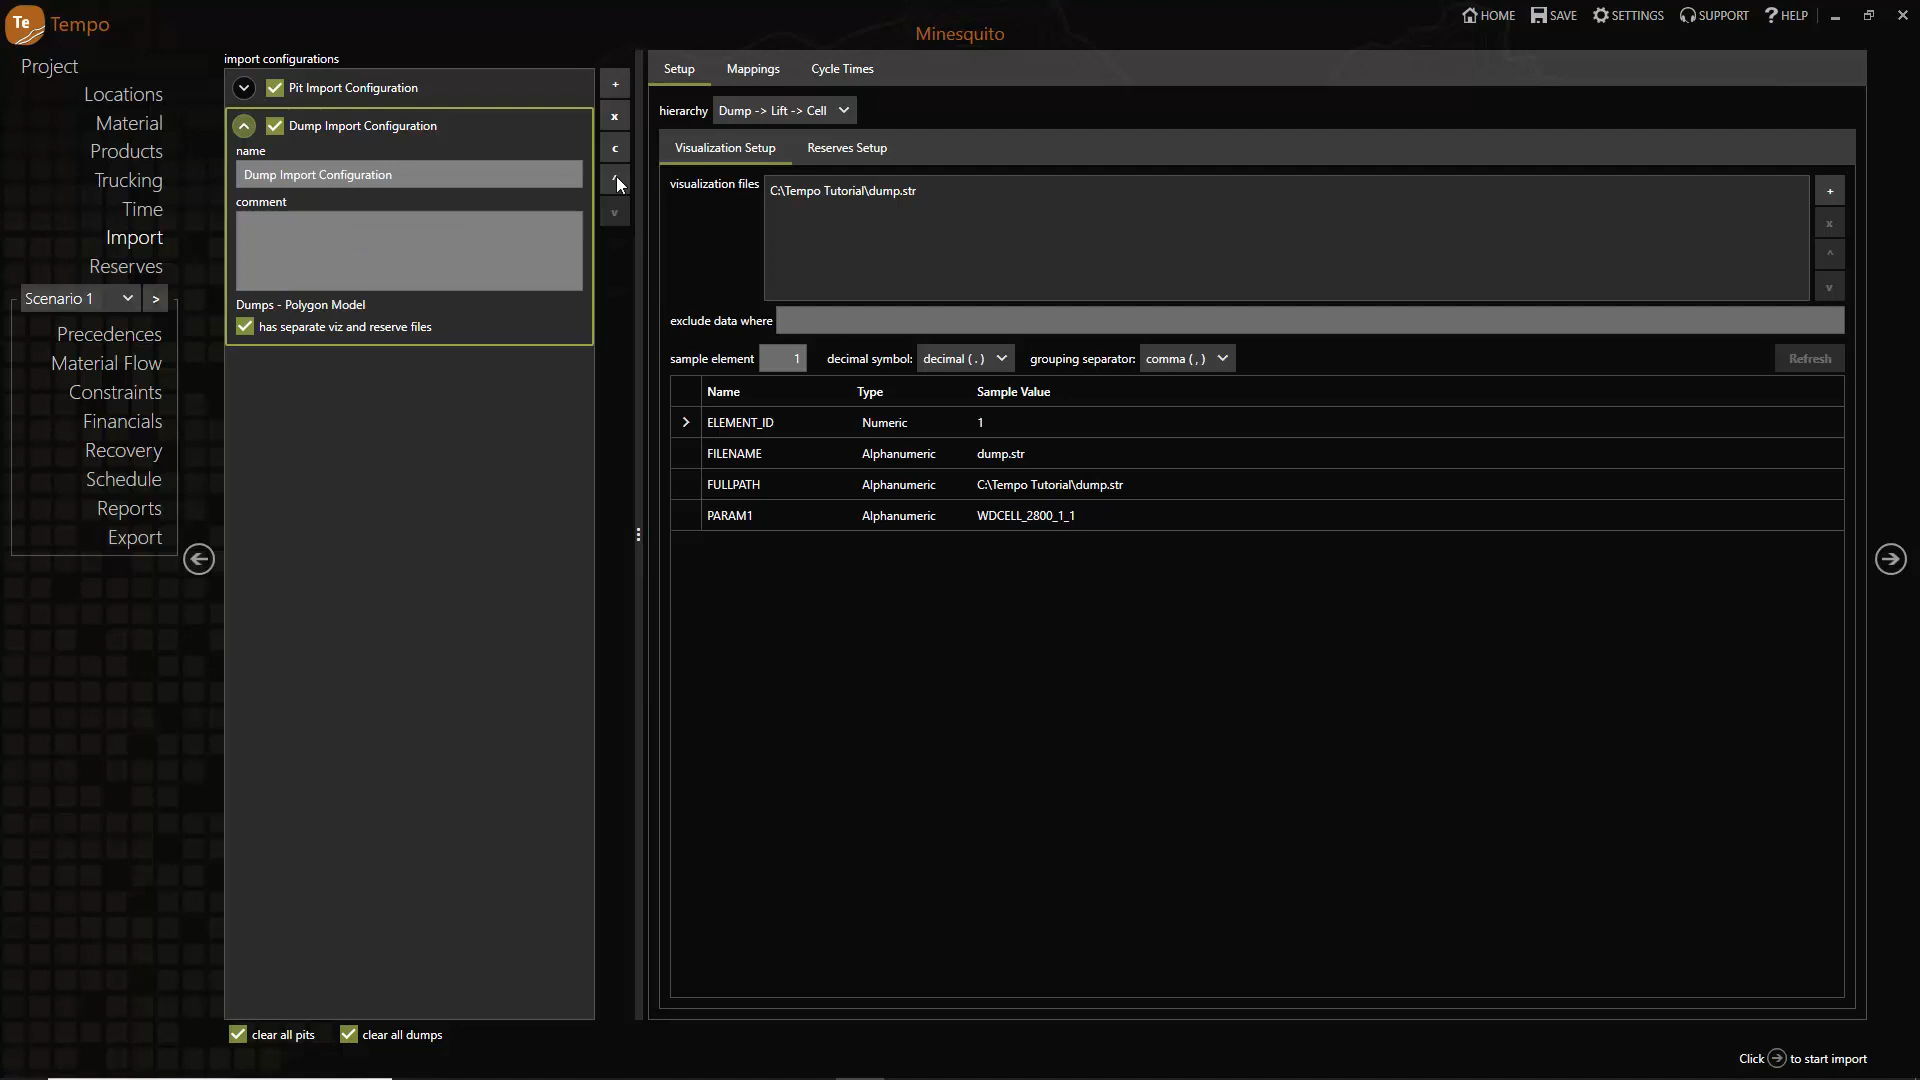 Te Tempo
HOME SAVE SETTINGS SUPPORT ? HELP
Minesquito
Project
Locations
Material
Products
Trucking
Time
Import
Reserves
Scenario 1 >
Precedences
Material Flow
Constraints
Financials
Recovery
Schedule
Reports
Export
import configurations
Pit Import Configuration
Dump Import Configuration
name
Dump Import Configuration
comment
Dumps - Polygon Model
has separate viz and reserve files
+
x
c
v
clear all pits clear all dumps
Setup Mappings Cycle Times
hierarchy Dump -> Lift -> Cell
Visualization Setup Reserves Setup
visualization files C:\Tempo Tutorial\dump.str
+
x
^
v
exclude data where
sample element 1 decimal symbol: decimal ( . ) grouping separator: comma ( , ) Refresh
Name Type Sample Value
ELEMENT_ID Numeric 1
FILENAME Alphanumeric dump.str
FULLPATH Alphanumeric C:\Tempo Tutorial\dump.str
PARAM1 Alphanumeric WDCELL_2800_1_1
Click to start import